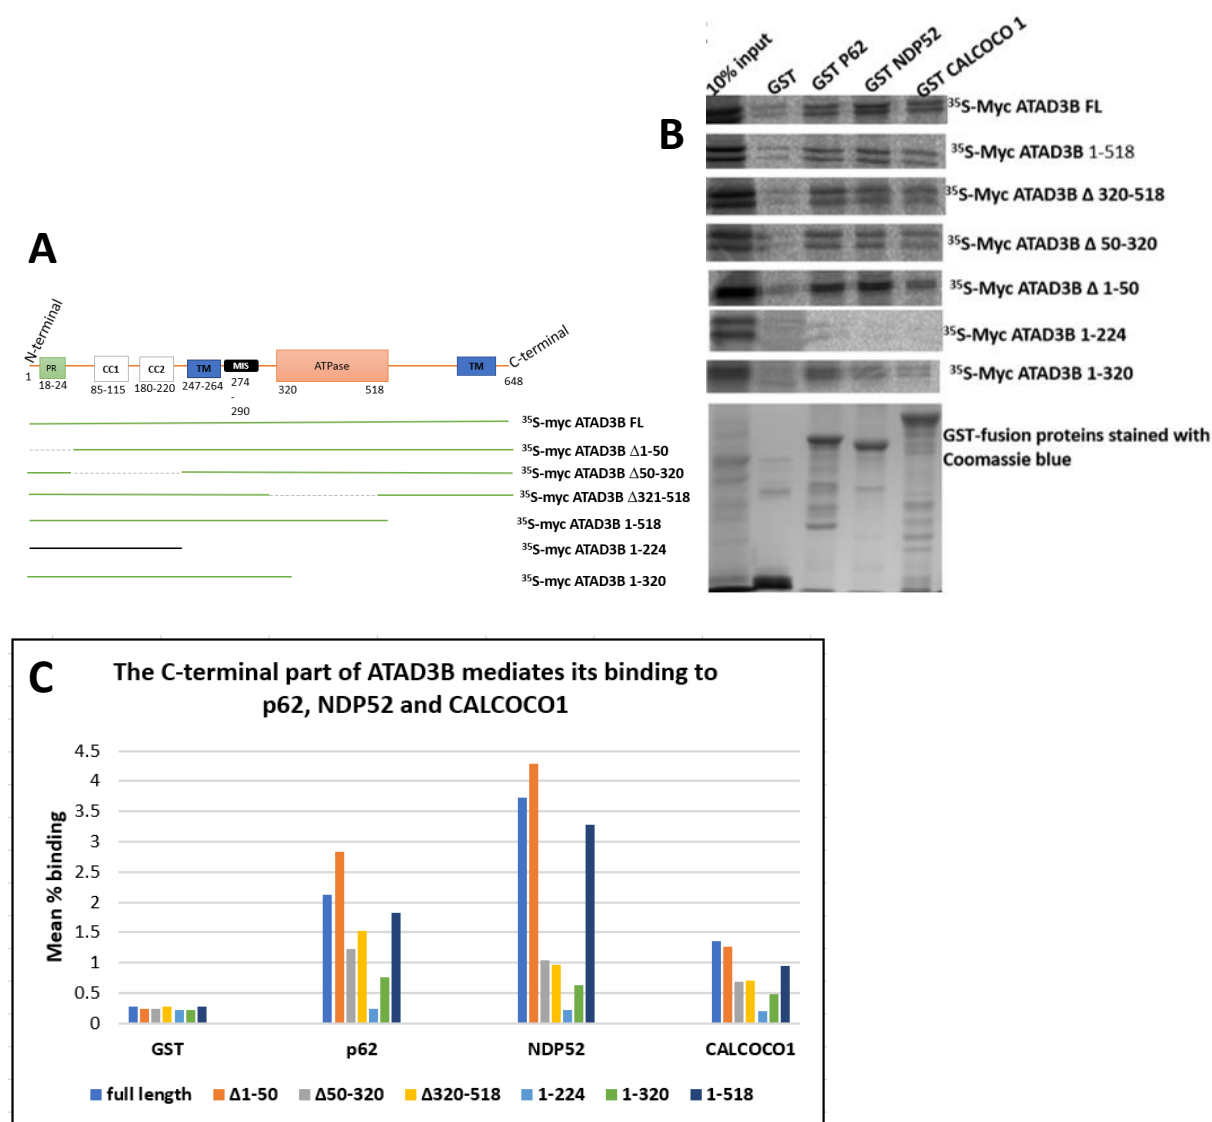 A
N-terminal
C-terminal
1
PR
18-24
CC1
85-115
CC2
180-220
TM
247-264
MIS
274
-
290
ATPase
320
518
TM
648
³⁵S-myc ATAD3B FL
³⁵S-myc ATAD3B Δ1-50
³⁵S-myc ATAD3B Δ50-320
³⁵S-myc ATAD3B Δ321-518
³⁵S-myc ATAD3B 1-518
³⁵S-myc ATAD3B 1-224
³⁵S-myc ATAD3B 1-320
B
10% input
GST
GST P62
GST NDP52
GST CALCOCO 1
³⁵S-Myc ATAD3B FL
³⁵S-Myc ATAD3B 1-518
³⁵S-Myc ATAD3B Δ 320-518
³⁵S-Myc ATAD3B Δ 50-320
³⁵S-Myc ATAD3B Δ 1-50
³⁵S-Myc ATAD3B 1-224
³⁵S-Myc ATAD3B 1-320
GST-fusion proteins stained with
Coomassie blue
C
The C-terminal part of ATAD3B mediates its binding to
p62, NDP52 and CALCOCO1
Mean % binding
4.5
4
3.5
3
2.5
2
1.5
1
0.5
0
GST
p62
NDP52
CALCOCO1
full length
Δ1-50
Δ50-320
Δ320-518
1-224
1-320
1-518